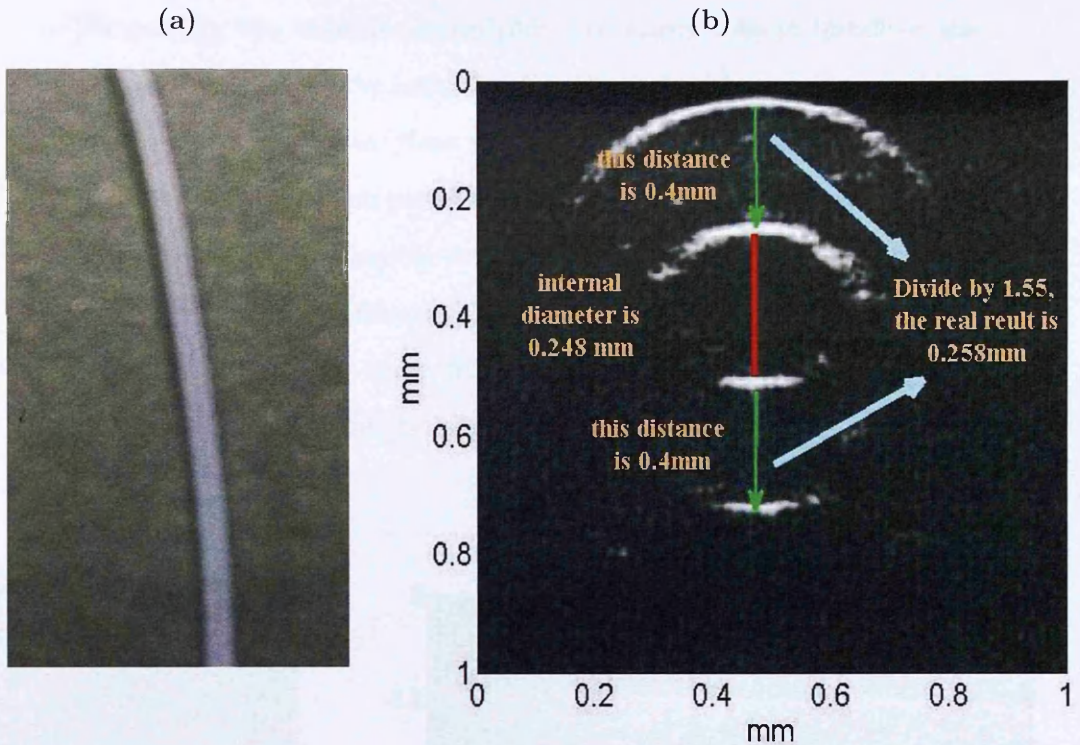 (a)
(b)
0
0.2
0.4
0.6
0.8
1
mm
this distance
is 0.4mm
internal
diameter is
0.248 mm
Divide by 1.55,
the real reult is
0.258mm
this distance
is 0.4mm
0
0.2
0.4
0.6
0.8
1
mm